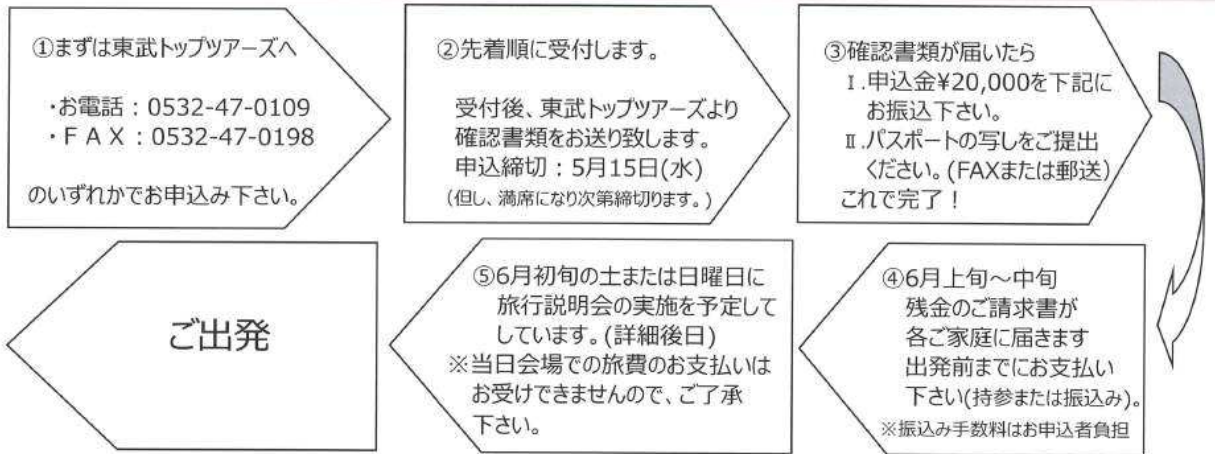 ①まずは東武トップツアーズへ
・お電話：0532-47-0109
・ＦＡＸ：0532-47-0198
のいずれかでお申込み下さい。
②先着順に受付します。
受付後、東武トップツアーズより
確認書類をお送り致します。
申込締切：5月15日(水)
（但し、満席になり次第締切ります。）
③確認書類が届いたら
Ⅰ.申込金¥20,000を下記に
お振込下さい。
Ⅱ.パスポートの写しをご提出
ください。(FAXまたは郵送)
これで完了！
④6月上旬～中旬
残金のご請求書が
各ご家庭に届きます
出発前までにお支払い
下さい(持参または振込み)。
※振込み手数料はお申込者負担
⑤6月初旬の土または日曜日に
旅行説明会の実施を予定して
しています。(詳細後日)
※当日会場での旅費のお支払いは
お受けできませんので、ご了承
下さい。
ご出発